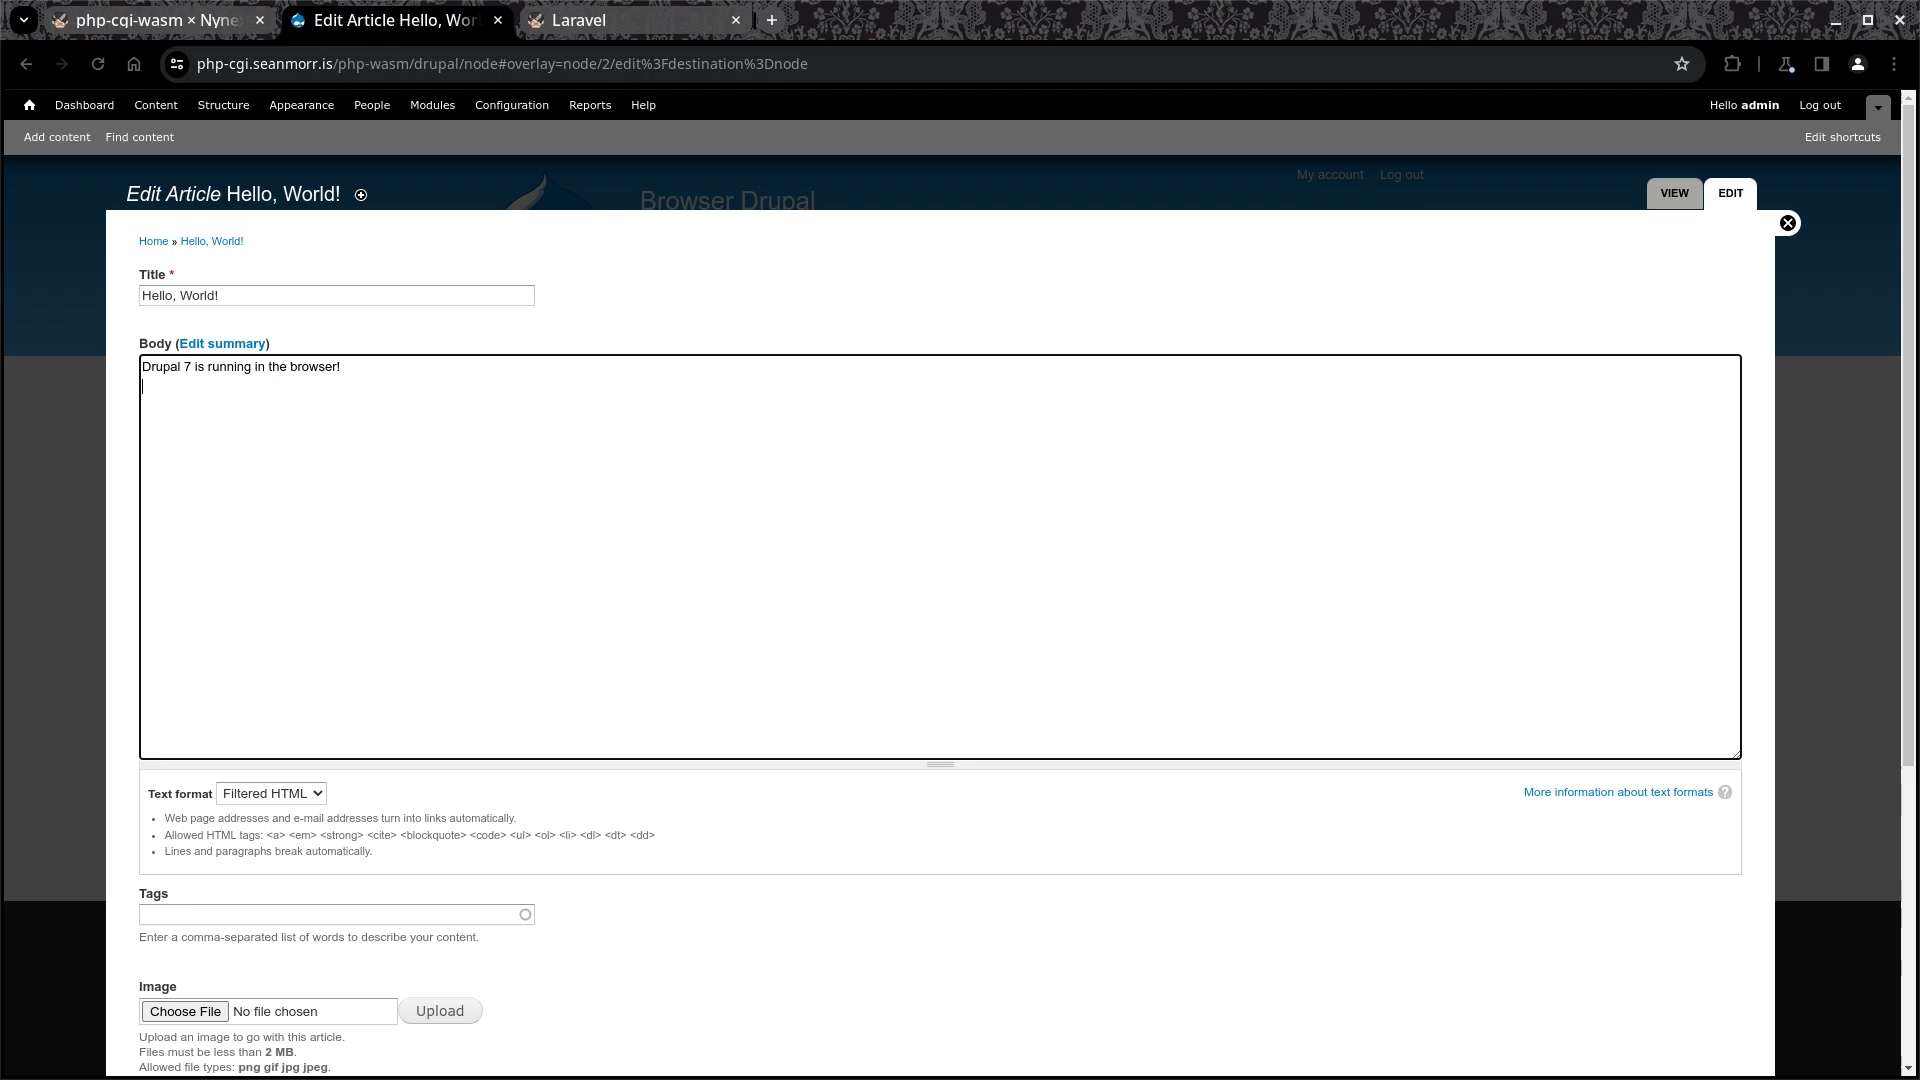 php-cgi-wasm × Nyne
Edit Article Hello, Wor
Laravel
php-cgi.seanmorr.is/php-wasm/drupal/node#overlay=node/2/edit%3Fdestination%3Dnode
Dashboard Content Structure Appearance People Modules Configuration Reports Help Hello admin Log out
Add content Find content Edit shortcuts
My account Log out
Edit Article Hello, World!
Browser Drupal
VIEW EDIT
Home » Hello, World!
Title *
Hello, World!
Body (Edit summary)
Drupal 7 is running in the browser!
Text format Filtered HTML
More information about text formats ?
• Web page addresses and e-mail addresses turn into links automatically.
• Allowed HTML tags: <a> <em> <strong> <cite> <blockquote> <code> <ul> <ol> <li> <dl> <dt> <dd>
• Lines and paragraphs break automatically.
Tags
Enter a comma-separated list of words to describe your content.
Image
Choose File No file chosen Upload
Upload an image to go with this article.
Files must be less than 2 MB.
Allowed file types: png gif jpg jpeg.